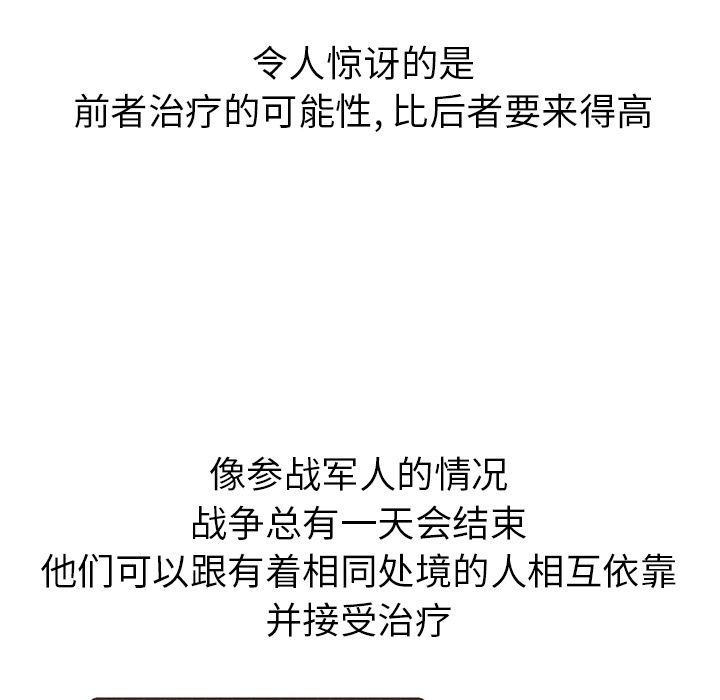 令人惊讶的是
前者治疗的可能性, 比后者要来得高
像参战军人的情况
战争总有一天会结束
他们可以跟有着相同处境的人相互依靠
并接受治疗